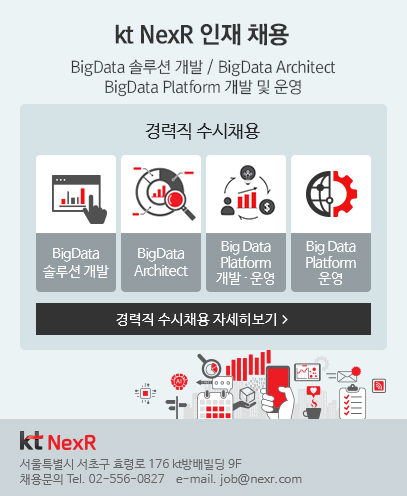 kt NexR 인재 채용
BigData 솔루션 개발 / BigData Architect
BigData Platform 개발 및 운영
경력직 수시채용
BigData
솔루션 개발
BigData
Architect
Big Data
Platform
개발 · 운영
Big Data
Platform
운영
경력직 수시채용 자세히보기 >
AI
kt NexR
서울특별시 서초구 효령로 176 kt방배빌딩 9F
채용문의 Tel. 02-556-0827 e-mail. job@nexr.com